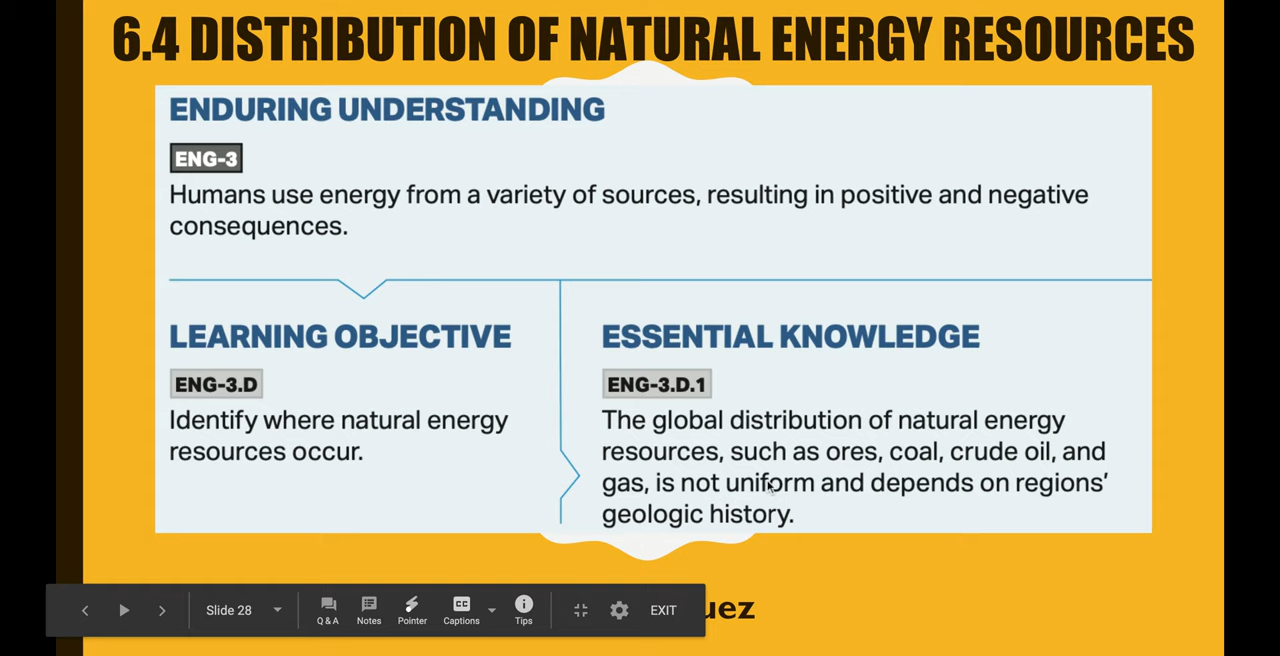 6.4 DISTRIBUTION OF NATURAL ENERGY RESOURCES
ENDURING UNDERSTANDING
ENG-3
Humans use energy from a variety of sources, resulting in positive and negative
consequences.
LEARNING OBJECTIVE
ENG-3.D
Identify where natural energy
resources occur.
ESSENTIAL KNOWLEDGE
ENG-3.D.1
The global distribution of natural energy
resources, such as ores, coal, crude oil, and
gas, is not uniform and depends on regions’
geologic history.
Slide 28
Q & A
Notes
Pointer
CC
Captions
Tips
EXIT